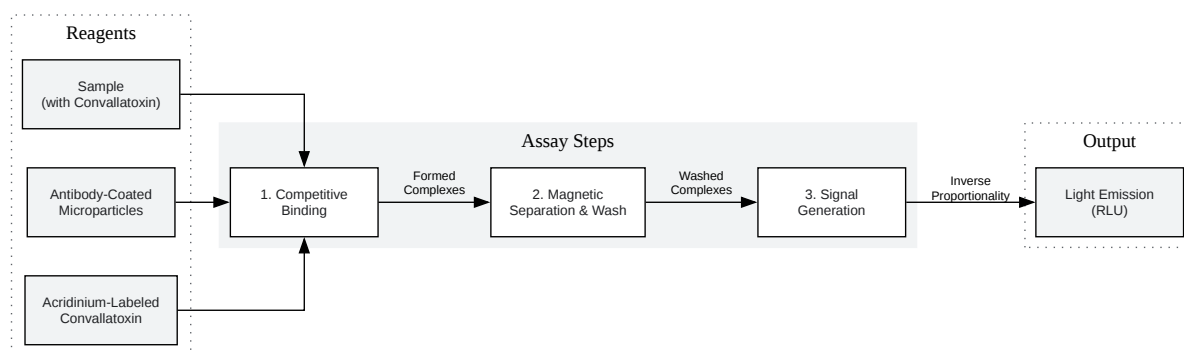 Reagents
Sample
(with Convallatoxin)
Antibody-Coated
Microparticles
Acridinium-Labeled
Convallatoxin
Assay Steps
1. Competitive
Binding
Formed
Complexes
2. Magnetic
Separation & Wash
Washed
Complexes
3. Signal
Generation
Inverse
Proportionality
Output
Light Emission
(RLU)